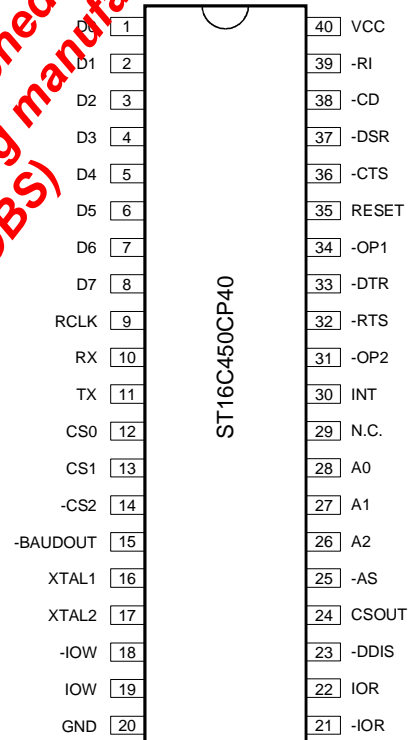 D0 1 40 VCC
D1 2 39 -RI
D2 3 38 -CD
D3 4 37 -DSR
D4 5 36 -CTS
D5 6 35 RESET
D6 7 34 -OP1
D7 8 33 -DTR
RCLK 9 32 -RTS
RX 10 31 -OP2
TX 11 30 INT
CS0 12 29 N.C.
CS1 13 28 A0
-CS2 14 27 A1
-BAUDOUT 15 26 A2
XTAL1 16 25 -AS
XTAL2 17 24 CSOUT
-IOW 18 23 -DDIS
IOW 19 22 IOR
GND 20 21 -IOR
ST16C450CP40